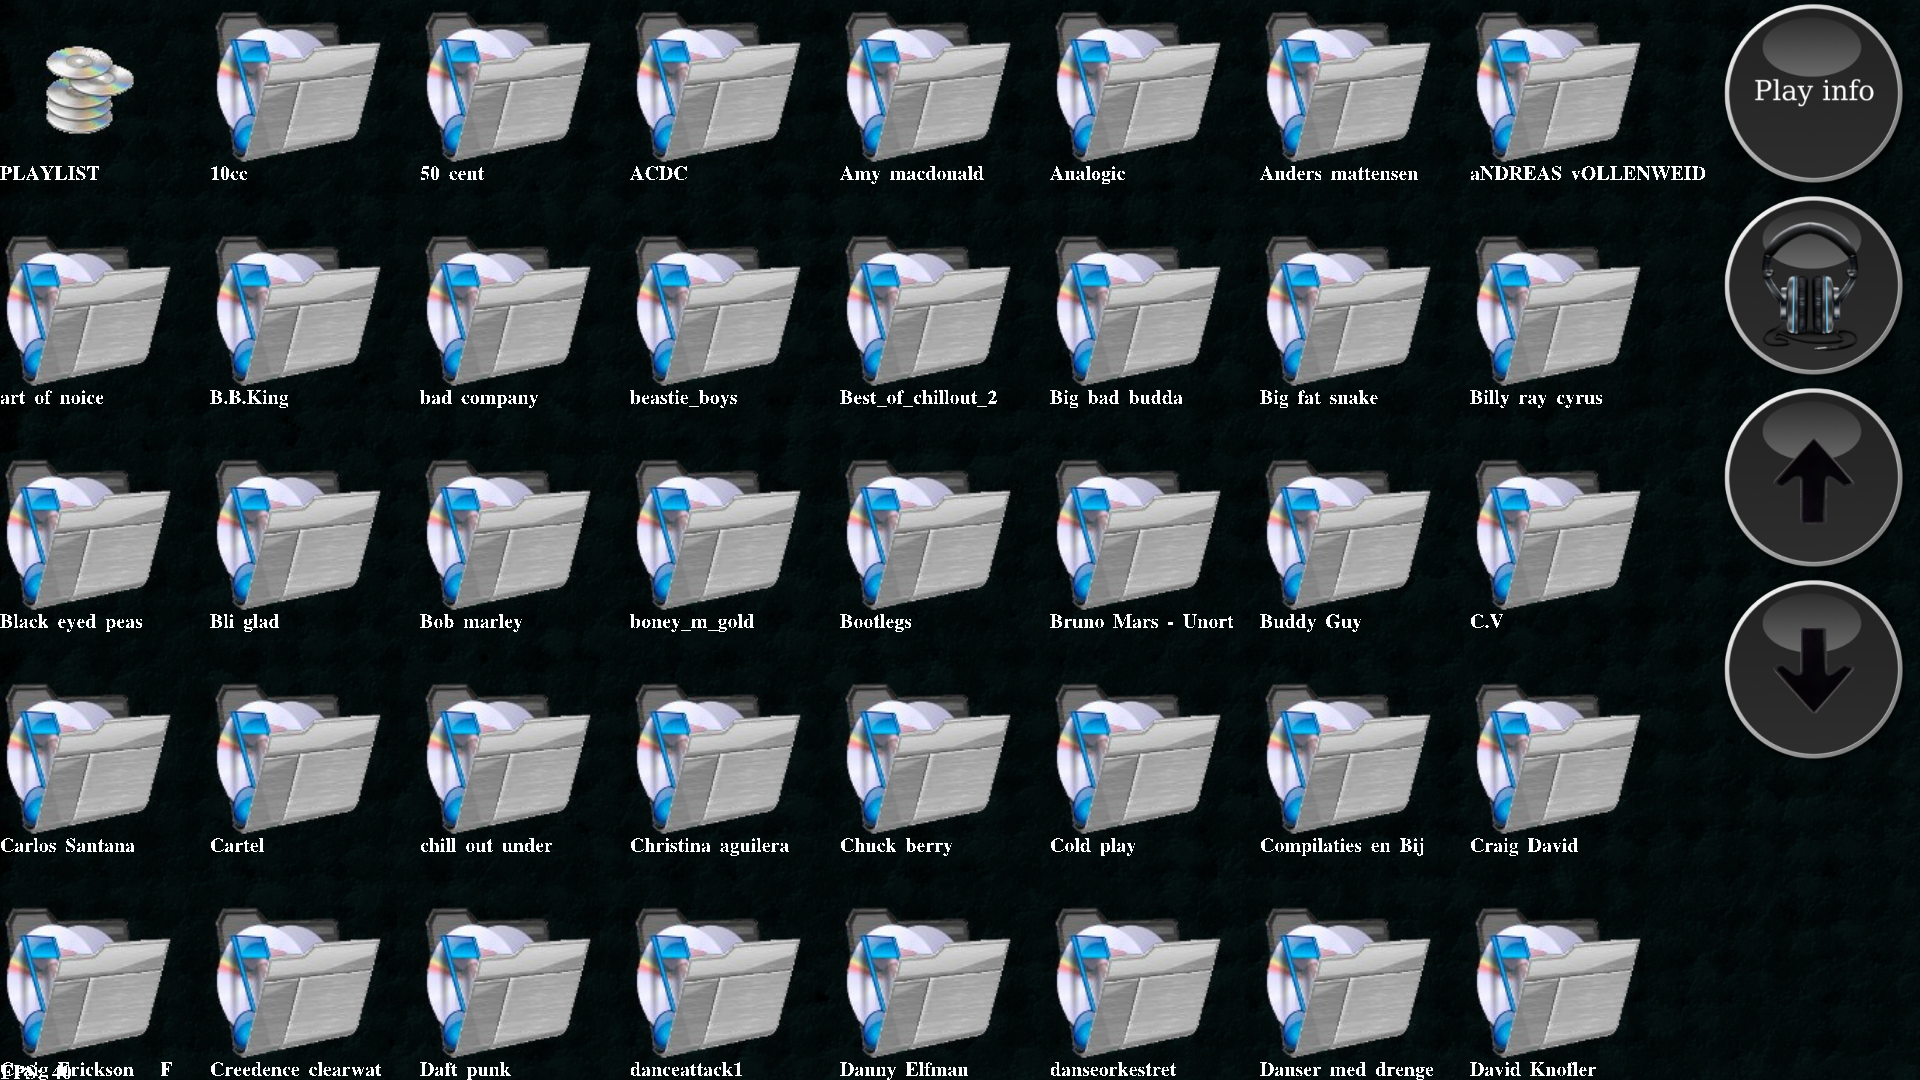 PLAYLIST
10cc
50 cent
ACDC
Amy macdonald
Analogic
Anders mattensen
aNDREAS vOLLENWEID
Play info
art of noice
B.B.King
bad company
beastie_boys
Best_of_chillout_2
Big bad budda
Big fat snake
Billy ray cyrus
Black eyed peas
Bli glad
Bob marley
boney_m_gold
Bootlegs
Bruno Mars - Unort
Buddy Guy
C.V
Carlos Santana
Cartel
chill out under
Christina aguilera
Chuck berry
Cold play
Compilaties en Bij
Craig David
Craig Erickson F
Creedence clearwat
Daft punk
danceattack1
Danny Elfman
danseorkestret
Danser med drenge
David Knofler